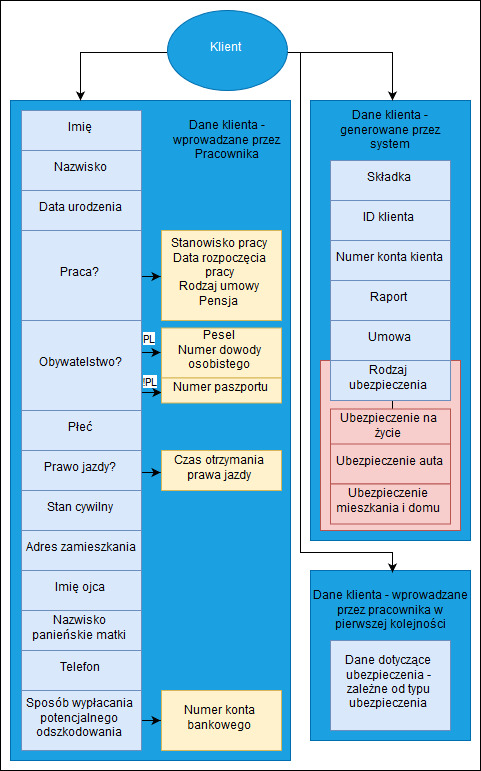 Klient
Dane klienta -
wprowadzane przez
Pracownika
Imię
Nazwisko
Data urodzenia
Praca?
Stanowisko pracy
Data rozpoczęcia
pracy
Rodzaj umowy
Pensja
Obywatelstwo?
PL
Pesel
Numer dowody
osobistego
!PL
Numer paszportu
Płeć
Prawo jazdy?
Czas otrzymania
prawa jazdy
Stan cywilny
Adres zamieszkania
Imię ojca
Nazwisko
panieńskie matki
Telefon
Sposób wypłacania
potencjalnego
odszkodowania
Numer konta
bankowego
Dane klienta -
generowane przez
system
Składka
ID klienta
Numer konta kienta
Raport
Umowa
Rodzaj
ubezpieczenia
Ubezpieczenie na
życie
Ubezpieczenie auta
Ubezpieczenie
mieszkania i domu
Dane klienta - wprowadzane
przez pracownika w
pierwszej kolejności
Dane dotyczące
ubezpieczenia -
zależne od typu
ubezpieczenia